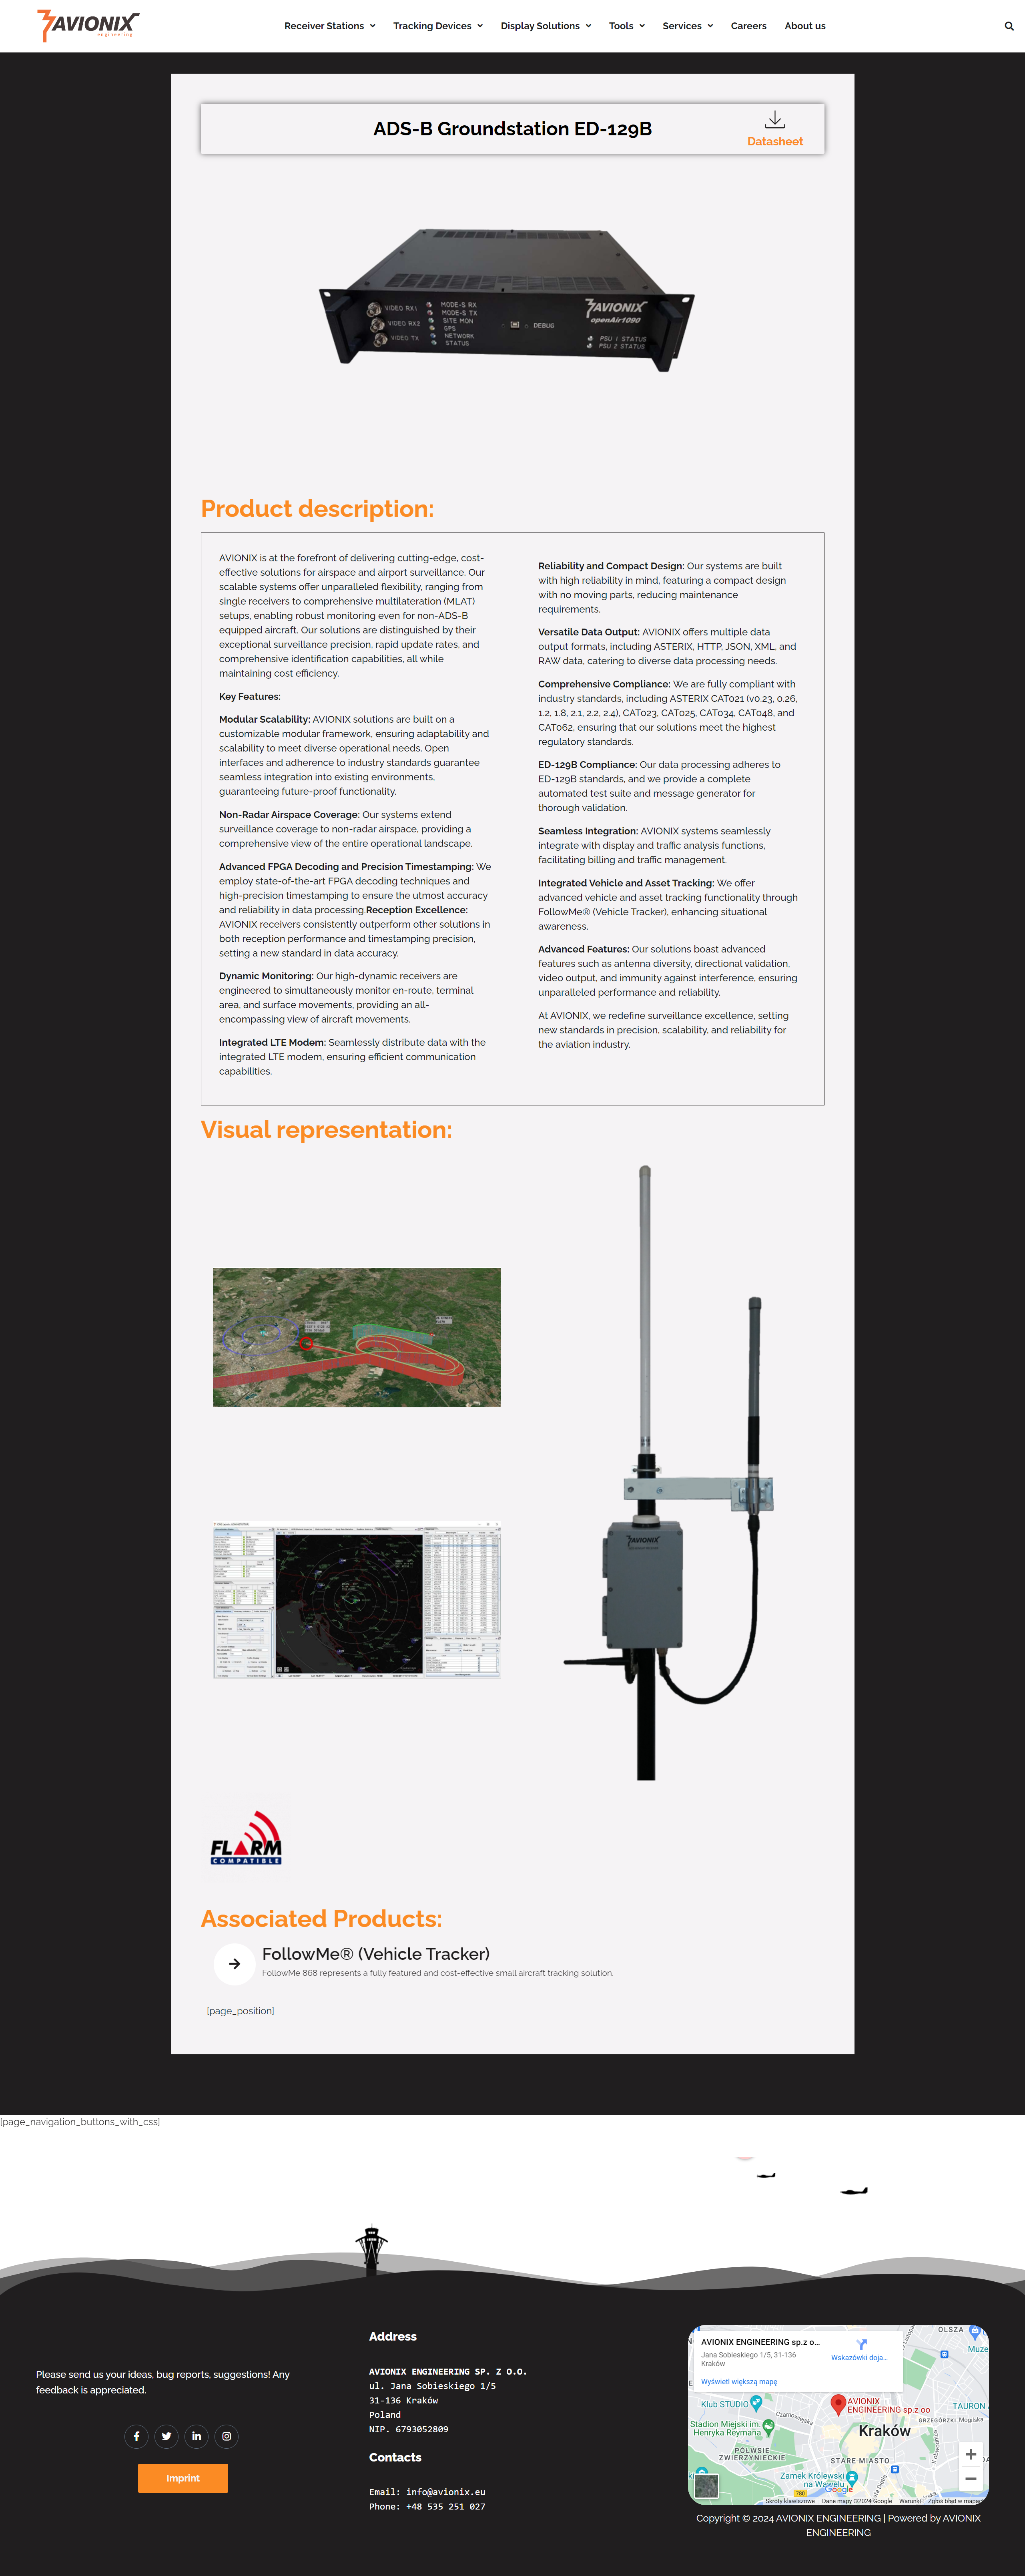 AVIONIX
engineering
Receiver Stations
Tracking Devices
Display Solutions
Tools
Services
Careers
About us
ADS-B Groundstation ED-129B
Datasheet
VIDEO RX1
VIDEO RX2
VIDEO TX
MODE-S RX
MODE-S TX
SITE MON
GPS
NETWORK
STATUS
DEBUG
AVIONIX
openAir1090
PSU 1 STATUS
PSU 2 STATUS
Product description:
AVIONIX is at the forefront of delivering cutting-edge, cost-
effective solutions for airspace and airport surveillance. Our
scalable systems offer unparalleled flexibility, ranging from
single receivers to comprehensive multilateration (MLAT)
setups, enabling robust monitoring even for non-ADS-B
equipped aircraft. Our solutions are distinguished by their
exceptional surveillance precision, rapid update rates, and
comprehensive identification capabilities, all while
maintaining cost efficiency.
Key Features:
Modular Scalability: AVIONIX solutions are built on a
customizable modular framework, ensuring adaptability and
scalability to meet diverse operational needs. Open
interfaces and adherence to industry standards guarantee
seamless integration into existing environments,
guaranteeing future-proof functionality.
Non-Radar Airspace Coverage: Our systems extend
surveillance coverage to non-radar airspace, providing a
comprehensive view of the entire operational landscape.
Advanced FPGA Decoding and Precision Timestamping: We
employ state-of-the-art FPGA decoding techniques and
high-precision timestamping to ensure the utmost accuracy
and reliability in data processing.Reception Excellence:
AVIONIX receivers consistently outperform other solutions in
both reception performance and timestamping precision,
setting a new standard in data accuracy.
Dynamic Monitoring: Our high-dynamic receivers are
engineered to simultaneously monitor en-route, terminal
area, and surface movements, providing an all-
encompassing view of aircraft movements.
Integrated LTE Modem: Seamlessly distribute data with the
integrated LTE modem, ensuring efficient communication
capabilities.
Reliability and Compact Design: Our systems are built
with high reliability in mind, featuring a compact design
with no moving parts, reducing maintenance
requirements.
Versatile Data Output: AVIONIX offers multiple data
output formats, including ASTERIX, HTTP, JSON, XML, and
RAW data, catering to diverse data processing needs.
Comprehensive Compliance: We are fully compliant with
industry standards, including ASTERIX CAT021 (v0.23, 0.26,
1.2, 1.8, 2.1, 2.2, 2.4), CAT023, CAT025, CAT034, CAT048, and
CAT062, ensuring that our solutions meet the highest
regulatory standards.
ED-129B Compliance: Our data processing adheres to
ED-129B standards, and we provide a complete
automated test suite and message generator for
thorough validation.
Seamless Integration: AVIONIX systems seamlessly
integrate with display and traffic analysis functions,
facilitating billing and traffic management.
Integrated Vehicle and Asset Tracking: We offer
advanced vehicle and asset tracking functionality through
FollowMe® (Vehicle Tracker), enhancing situational
awareness.
Advanced Features: Our solutions boast advanced
features such as antenna diversity, directional validation,
video output, and immunity against interference, ensuring
unparalleled performance and reliability.
At AVIONIX, we redefine surveillance excellence, setting
new standards in precision, scalability, and reliability for
the aviation industry.
Visual representation:
AVIONIX
FLARM
COMPATIBLE
Associated Products:
FollowMe® (Vehicle Tracker)
FollowMe 868 represents a fully featured and cost-effective small aircraft tracking solution.
[page_position]
[page_navigation_buttons_with_css]
Please send us your ideas, bug reports, suggestions! Any
feedback is appreciated.
Imprint
Address
AVIONIX ENGINEERING SP. Z O.O.
ul. Jana Sobieskiego 1/5
31-136 Kraków
Poland
NIP. 6793052809
Contacts
Email: info@avionix.eu
Phone: +48 535 251 027
AVIONIX ENGINEERING sp.z o...
Jana Sobieskiego 1/5, 31-136
Kraków
Wskazówki doja...
Wyświetl większą mapę
OLSZA
Muze
Klub STUDIO
AVIONIX
ENGINEERING sp.z oo
TAURON
Stadion Miejski im.
Henryka Reymana
GRZEGÓRZKI
Mogilska
Kraków
PÓŁWSIE
ZWIERZYNIECKIE
STARE MIASTO
Zamek Królewski
na Wawelu
780
Google
Skróty klawiszowe
Dane mapy ©2024 Google
Warunki
Zgłoś błąd w mapie
Copyright © 2024 AVIONIX ENGINEERING | Powered by AVIONIX
ENGINEERING